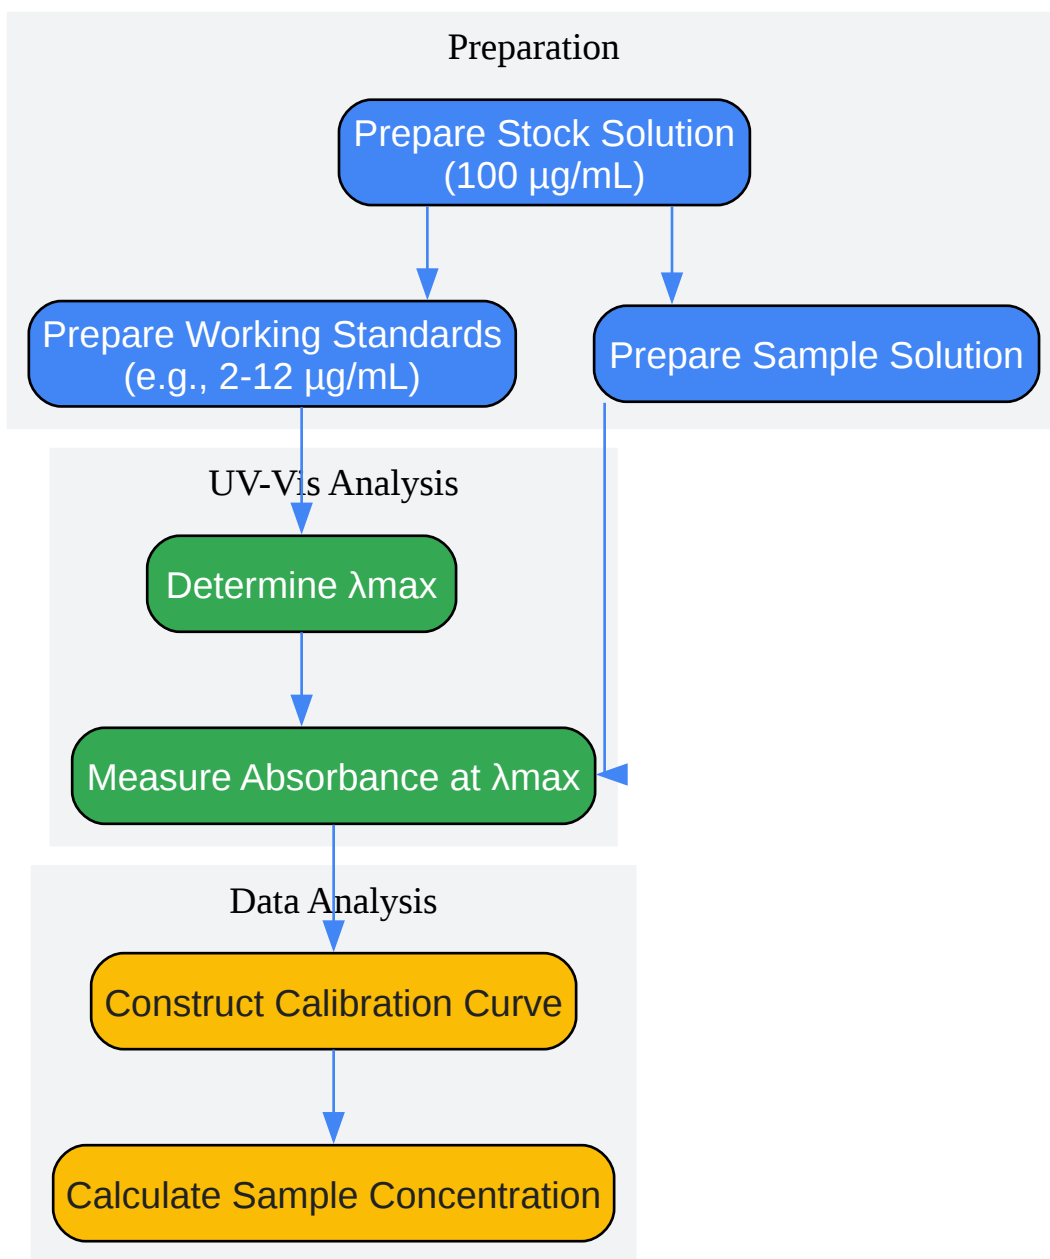 Preparation
Prepare Stock Solution
(100 µg/mL)
Prepare Working Standards
(e.g., 2-12 µg/mL)
Prepare Sample Solution
UV-Vis Analysis
Determine λmax
Measure Absorbance at λmax
Data Analysis
Construct Calibration Curve
Calculate Sample Concentration